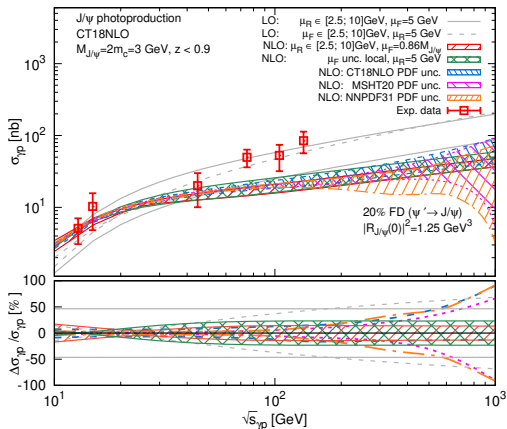 J/ψ photoproduction
CT18NLO
M_J/ψ=2m_c=3 GeV, z < 0.9
LO: μ_R ∈ [2.5; 10]GeV, μ_F=5 GeV
LO: μ_F ∈ [2.5; 10]GeV, μ_R=5 GeV
NLO: μ_R ∈ [2.5; 10]GeV, μ_F=0.86M_J/ψ
NLO: μ_F unc. local, μ_R=5 GeV
NLO: CT18NLO PDF unc.
NLO: MSHT20 PDF unc.
NLO: NNPDF31 PDF unc.
Exp. data
σ_γp [nb]
10^3
10^2
10^1
20% FD (ψ′→ J/ψ)
|R_J/ψ(0)|^2=1.25 GeV^3
Δσ_γp/σ_γp [%]
100
50
0
-50
-100
10^1
10^2
10^3
√s_γp [GeV]